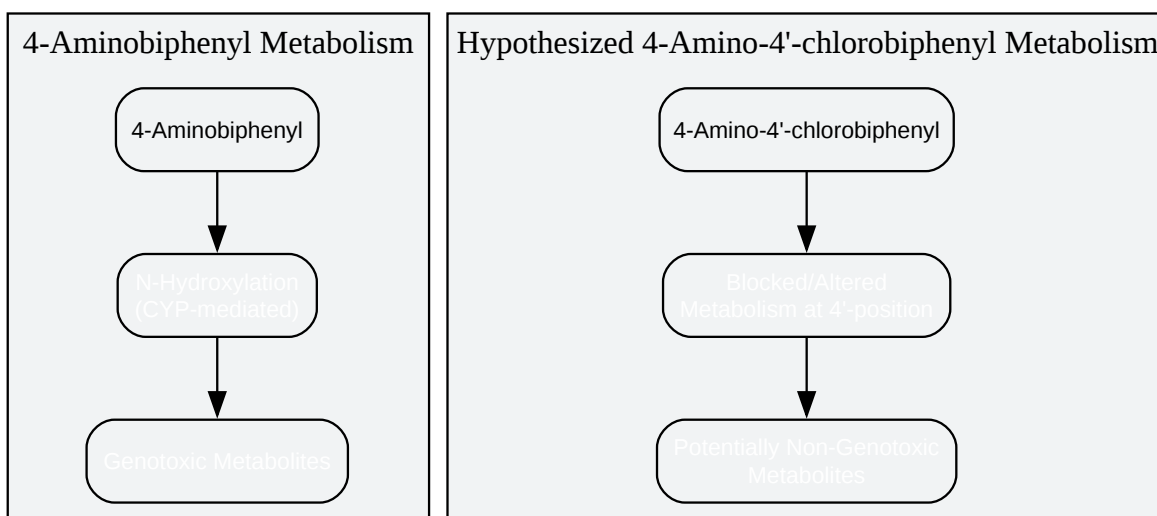 4-Aminobiphenyl Metabolism
4-Aminobiphenyl
N-Hydroxylation
(CYP-mediated)
Genotoxic Metabolites
Hypothesized 4-Amino-4'-chlorobiphenyl Metabolism
4-Amino-4'-chlorobiphenyl
Blocked/Altered
Metabolism at 4'-position
Potentially Non-Genotoxic
Metabolites